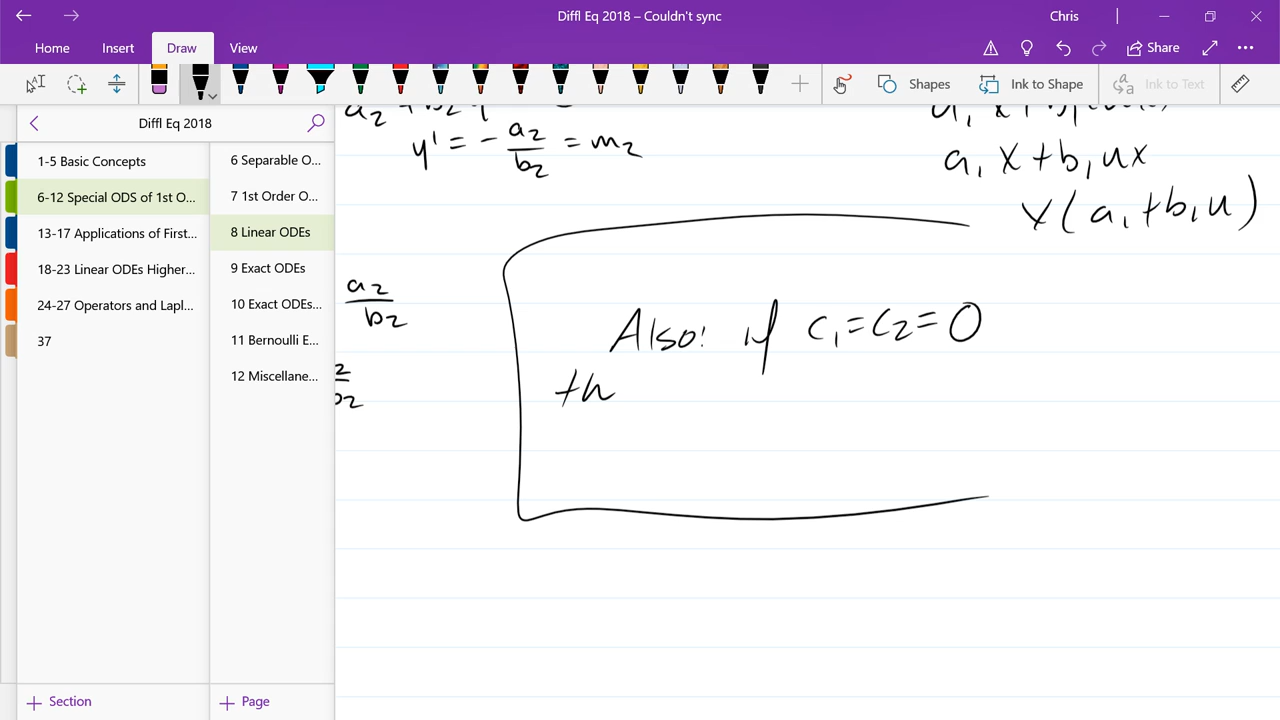 Diffl Eq 2018 – Couldn't sync
Chris
Home Insert Draw View
Share
Shapes Ink to Shape Ink to Text
Diffl Eq 2018
1-5 Basic Concepts
6-12 Special ODS of 1st O...
13-17 Applications of First...
18-23 Linear ODEs Higher...
24-27 Operators and Lapl...
37
6 Separable O...
7 1st Order O...
8 Linear ODEs
9 Exact ODEs
10 Exact ODEs...
11 Bernoulli E...
12 Miscellane...
+ Section
+ Page
y' = - a₂/b₂ = m₂
a₁x + b₁ux
x(a₁+b₁u)
a₂/b₂
Also: if c₁=c₂=0
th